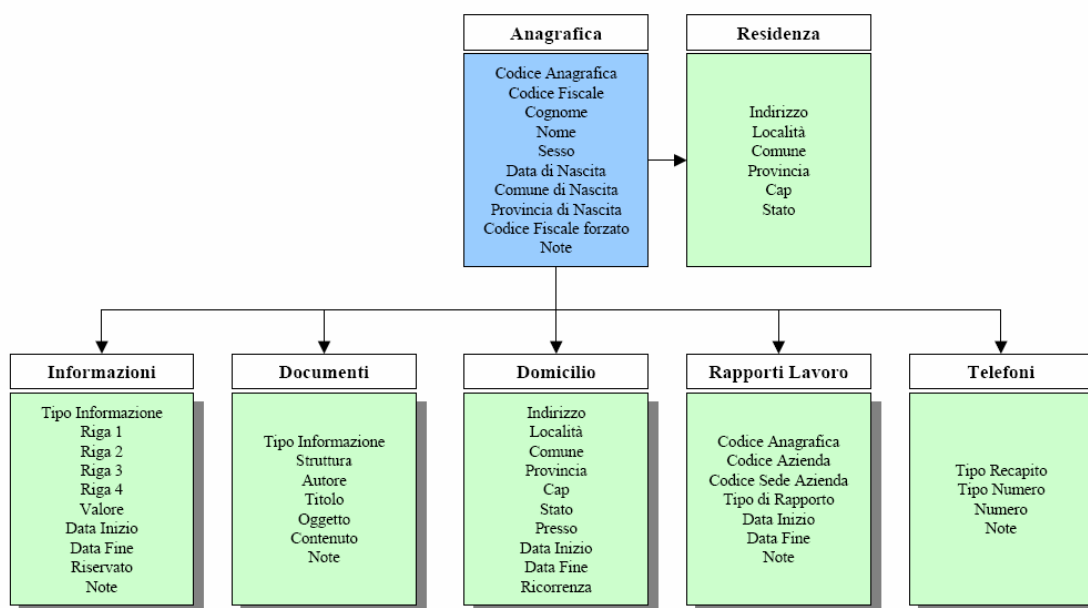 Anagrafica
Codice Anagrafica
Codice Fiscale
Cognome
Nome
Sesso
Data di Nascita
Comune di Nascita
Provincia di Nascita
Codice Fiscale forzato
Note
Residenza
Indirizzo
Località
Comune
Provincia
Cap
Stato
Informazioni
Tipo Informazione
Riga 1
Riga 2
Riga 3
Riga 4
Valore
Data Inizio
Data Fine
Riservato
Note
Documenti
Tipo Informazione
Struttura
Autore
Titolo
Oggetto
Contenuto
Note
Domicilio
Indirizzo
Località
Comune
Provincia
Cap
Stato
Presso
Data Inizio
Data Fine
Ricorrenza
Rapporti Lavoro
Codice Anagrafica
Codice Azienda
Codice Sede Azienda
Tipo di Rapporto
Data Inizio
Data Fine
Note
Telefoni
Tipo Recapito
Tipo Numero
Numero
Note